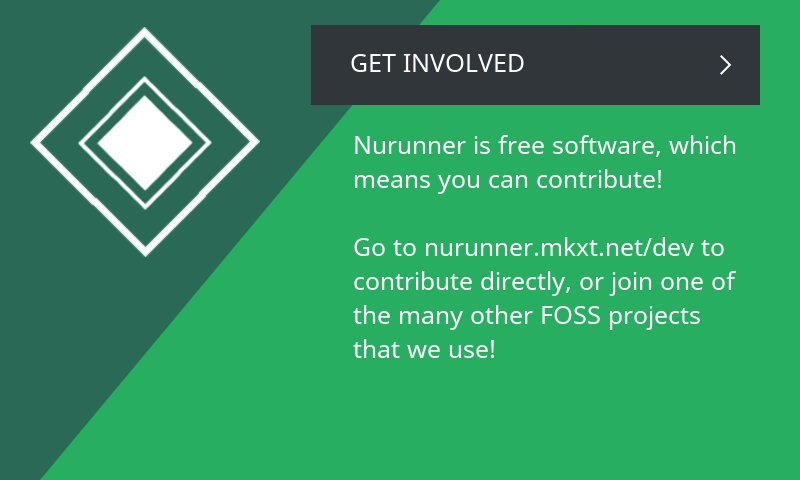 GET INVOLVED
Nurunner is free software, which
means you can contribute!
Go to nurunner.mkxt.net/dev to
contribute directly, or join one of
the many other FOSS projects
that we use!